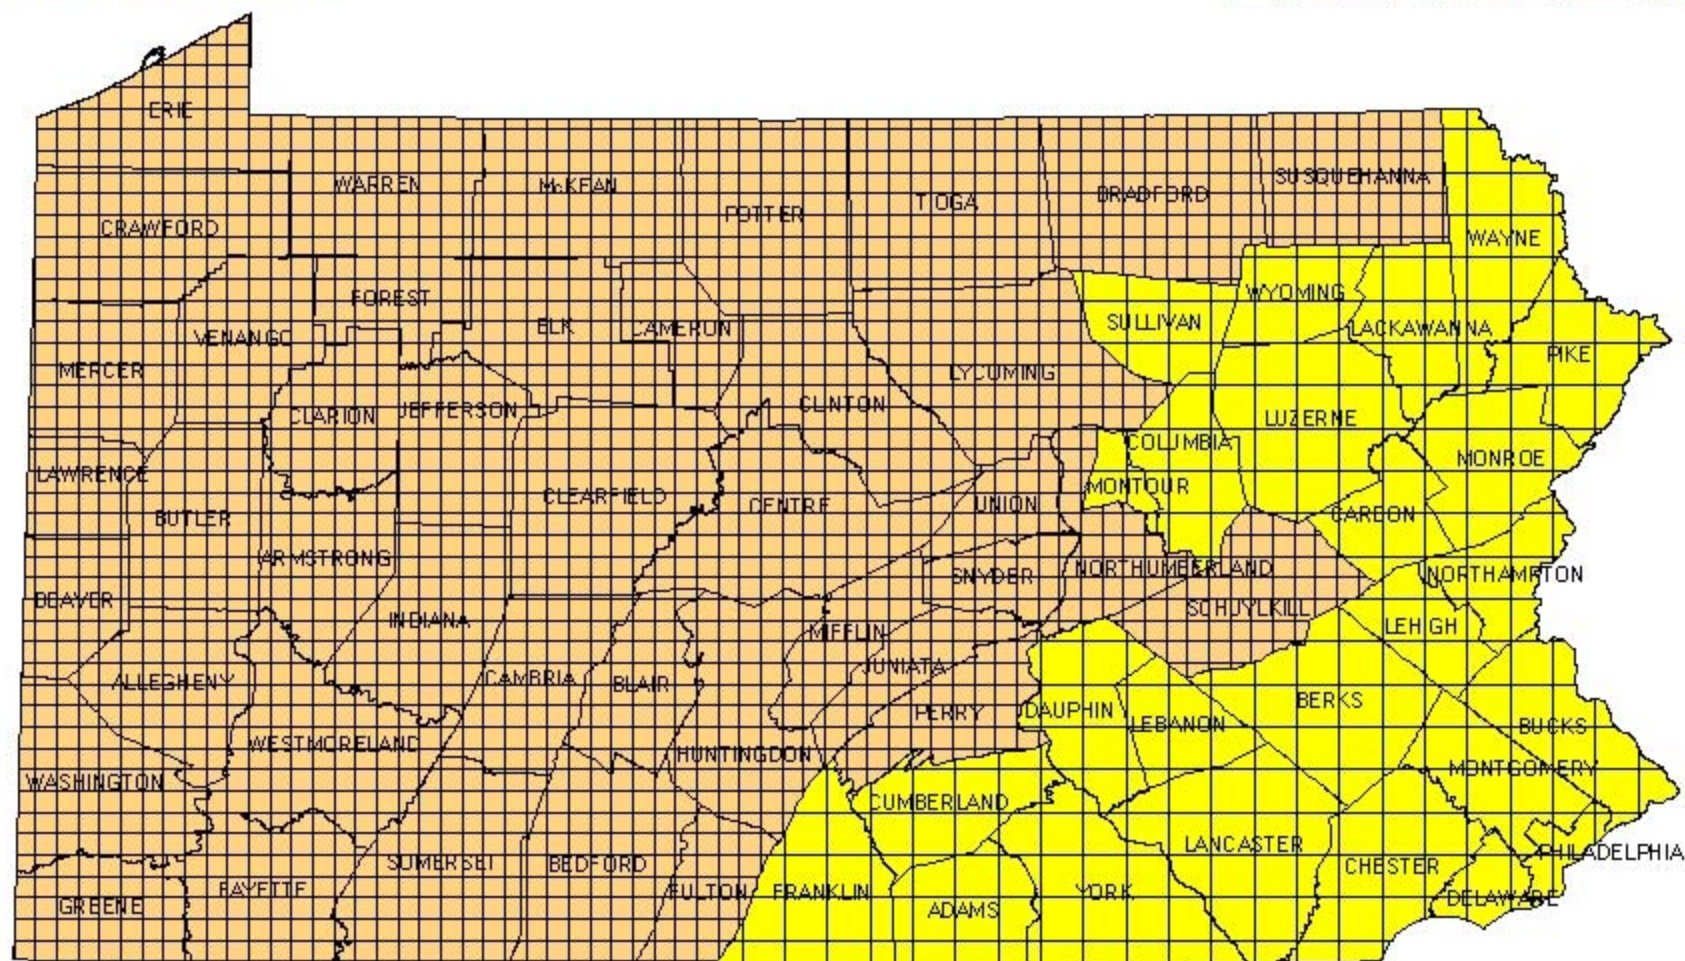 ERIE
SUSQUEHANNA
WARREN
McKEAN
BRADFORD
TIOGA
POTTER
CRAWFORD
WAYNE
WYOMING
FOREST
SULLIVAN
ELK
CAMERON
LACKAWANNA
VENANGO
PIKE
MERCER
LYCOMING
CLINTON
JEFFERSON
CLARION
LUZERNE
COLUMBIA
MONROE
LAWRENCE
MONTOUR
CLEARFIELD
CENTRE
UNION
CARBON
BUTLER
ARMSTRONG
NORTHUMBERLAND
NORTHAMPTON
SNYDER
BEAVER
SCHUYLKILL
INDIANA
LEHIGH
MIFFLIN
JUNIATA
CAMBRIA
ALLEGHENY
BLAIR
BERKS
PERRY
DAUPHIN
LEBANON
BUCKS
WESTMORELAND
HUNTINGDON
MONTGOMERY
WASHINGTON
CUMBERLAND
LANCASTER
PHILADELPHIA
SOMERSET
BEDFORD
CHESTER
FAYETTE
FULTON
FRANKLIN
YORK
DELAWARE
GREENE
ADAMS